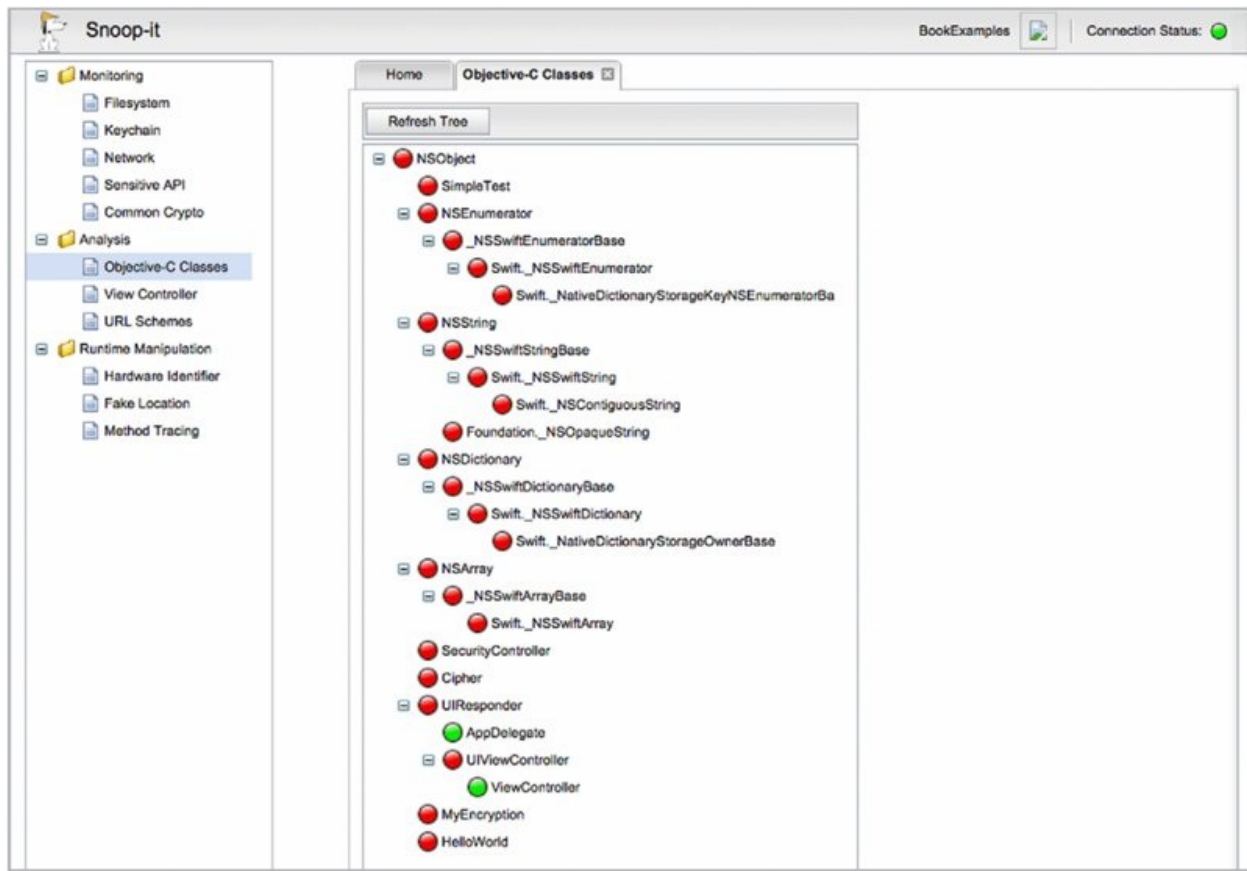 Snoop-it
BookExamples
Connection Status:
Monitoring
Filesystem
Keychain
Network
Sensitive API
Common Crypto
Analysis
Objective-C Classes
View Controller
URL Schemes
Runtime Manipulation
Hardware Identifier
Fake Location
Method Tracing
Home
Objective-C Classes
Refresh Tree
NSObject
SimpleTest
NSEnumerator
_NSSwiftEnumeratorBase
Swift._NSSwiftEnumerator
Swift._NativeDictionaryStorageKeyNSEnumeratorBa
NSString
_NSSwiftStringBase
Swift._NSSwiftString
Swift._NSContiguousString
Foundation._NSOpaqueString
NSDictionary
_NSSwiftDictionaryBase
Swift._NSSwiftDictionary
Swift._NativeDictionaryStorageOwnerBase
NSArray
_NSSwiftArrayBase
Swift._NSSwiftArray
SecurityController
Cipher
UIResponder
AppDelegate
UIViewController
ViewController
MyEncryption
HelloWorld